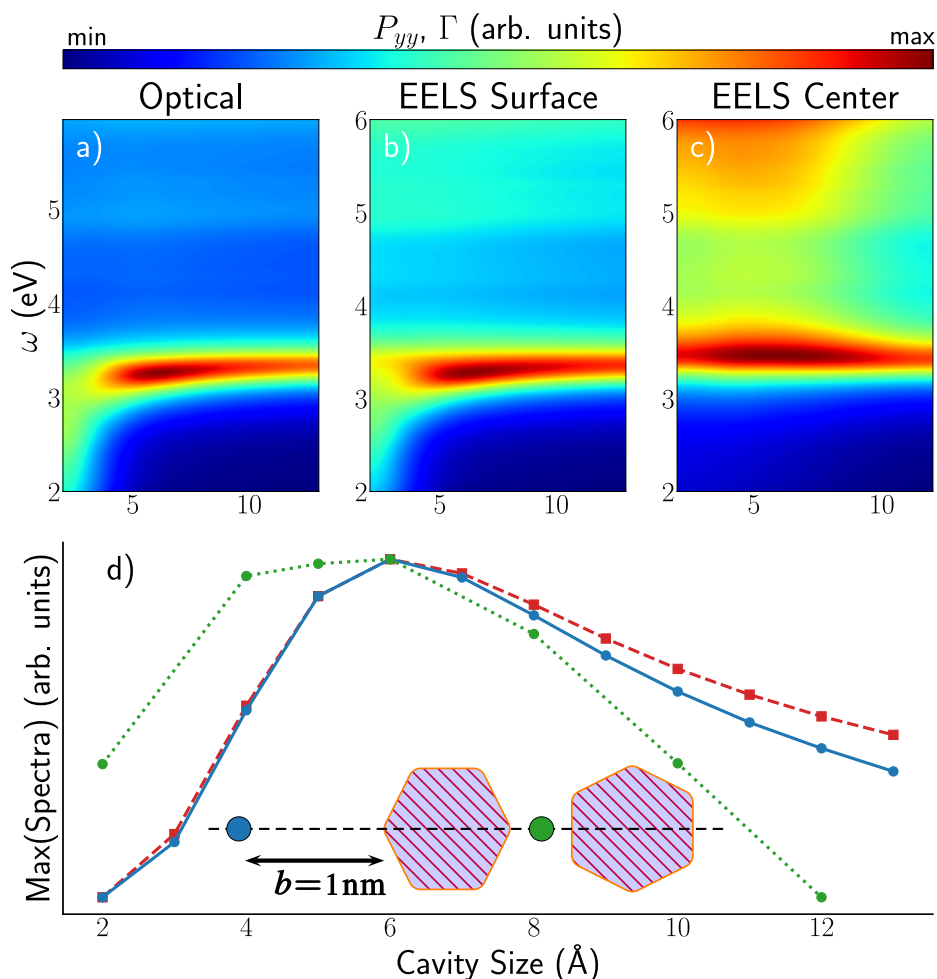 P_yy, Γ (arb. units)
min
max
Optical
EELS Surface
EELS Center
a)
b)
c)
ω (eV)
5
4
3
2
6
5
4
3
2
6
5
4
3
2
5
10
5
10
5
10
d)
Max(Spectra) (arb. units)
b=1nm
2
4
6
8
10
12
Cavity Size (Å)